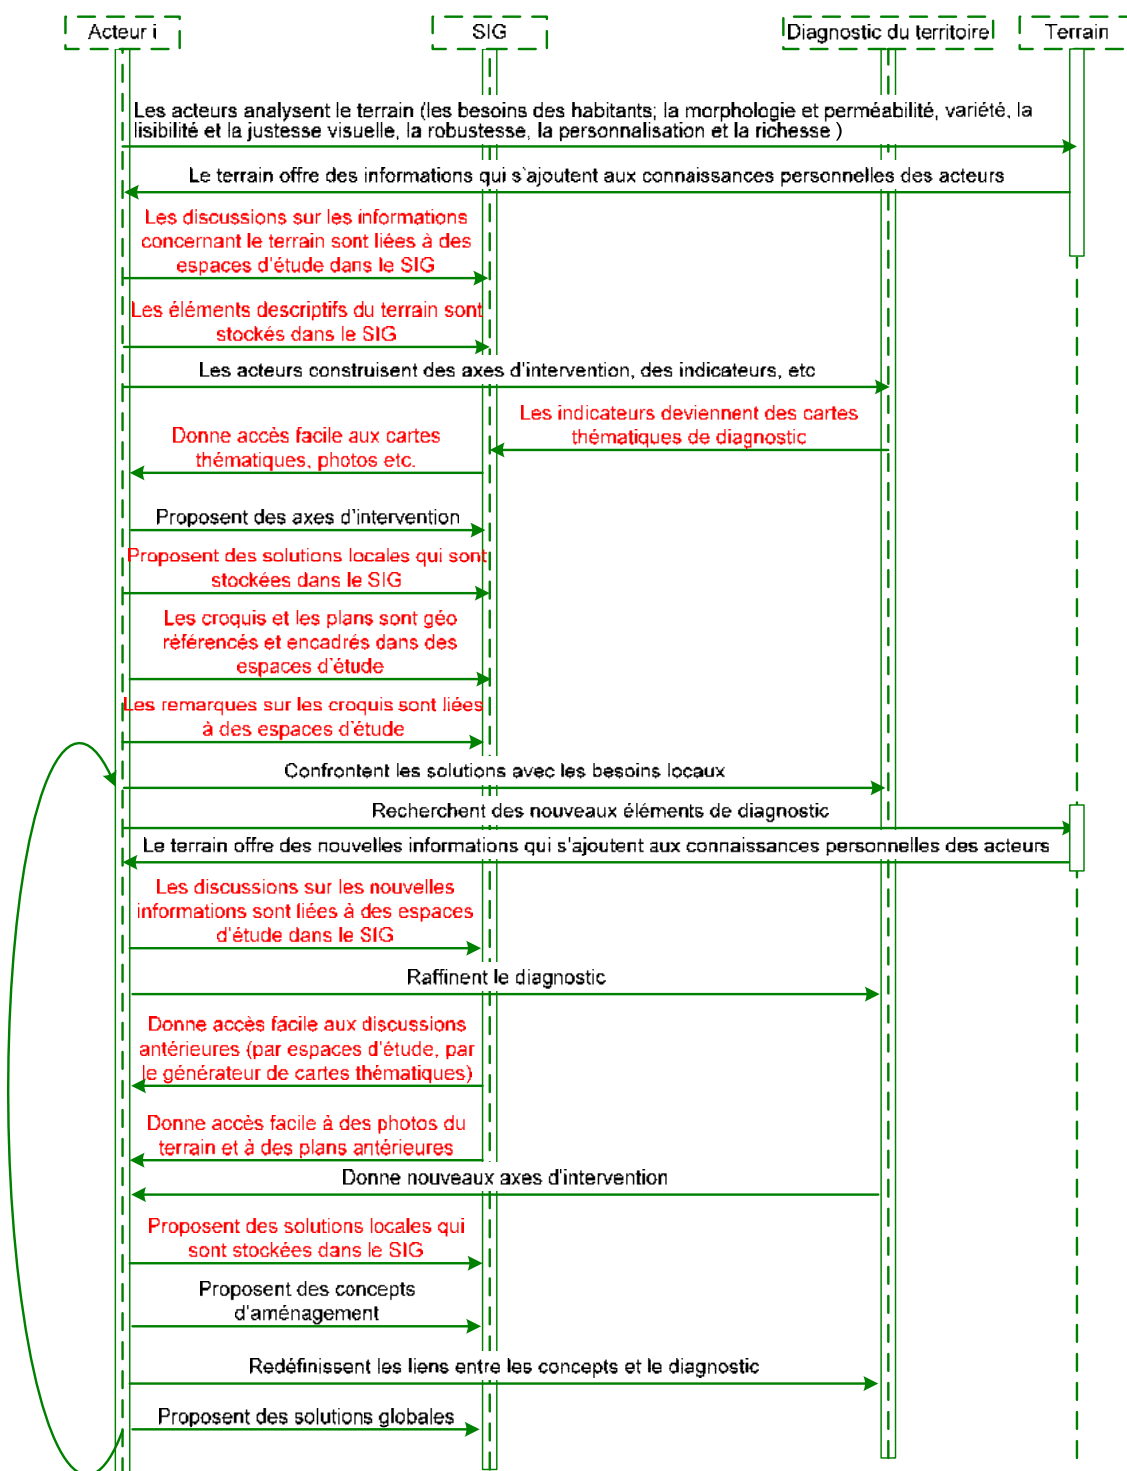 Acteur i
SIG
Diagnostic du territoire
Terrain
Les acteurs analysent le terrain (les besoins des habitants; la morphologie et perméabilité, variété, la
lisibilité et la justesse visuelle, la robustesse, la personnalisation et la richesse )
Le terrain offre des informations qui s'ajoutent aux connaissances personnelles des acteurs
Les discussions sur les informations
concernant le terrain sont liées à des
espaces d'étude dans le SIG
Les éléments descriptifs du terrain sont
stockés dans le SIG
Les acteurs construisent des axes d'intervention, des indicateurs, etc
Les indicateurs deviennent des cartes
thématiques de diagnostic
Donne accès facile aux cartes
thématiques, photos etc.
Proposent des axes d'intervention
Proposent des solutions locales qui sont
stockées dans le SIG
Les croquis et les plans sont géo
référencés et encadrés dans des
espaces d'étude
Les remarques sur les croquis sont liées
à des espaces d'étude
Confrontent les solutions avec les besoins locaux
Recherchent des nouveaux éléments de diagnostic
Le terrain offre des nouvelles informations qui s'ajoutent aux connaissances personnelles des acteurs
Les discussions sur les nouvelles
informations sont liées à des espaces
d'étude dans le SIG
Raffinent le diagnostic
Donne accès facile aux discussions
antérieures (par espaces d'étude, par
le générateur de cartes thématiques)
Donne accès facile à des photos du
terrain et à des plans antérieures
Donne nouveaux axes d'intervention
Proposent des solutions locales qui
sont stockées dans le SIG
Proposent des concepts
d'aménagement
Redéfinissent les liens entre les concepts et le diagnostic
Proposent des solutions globales